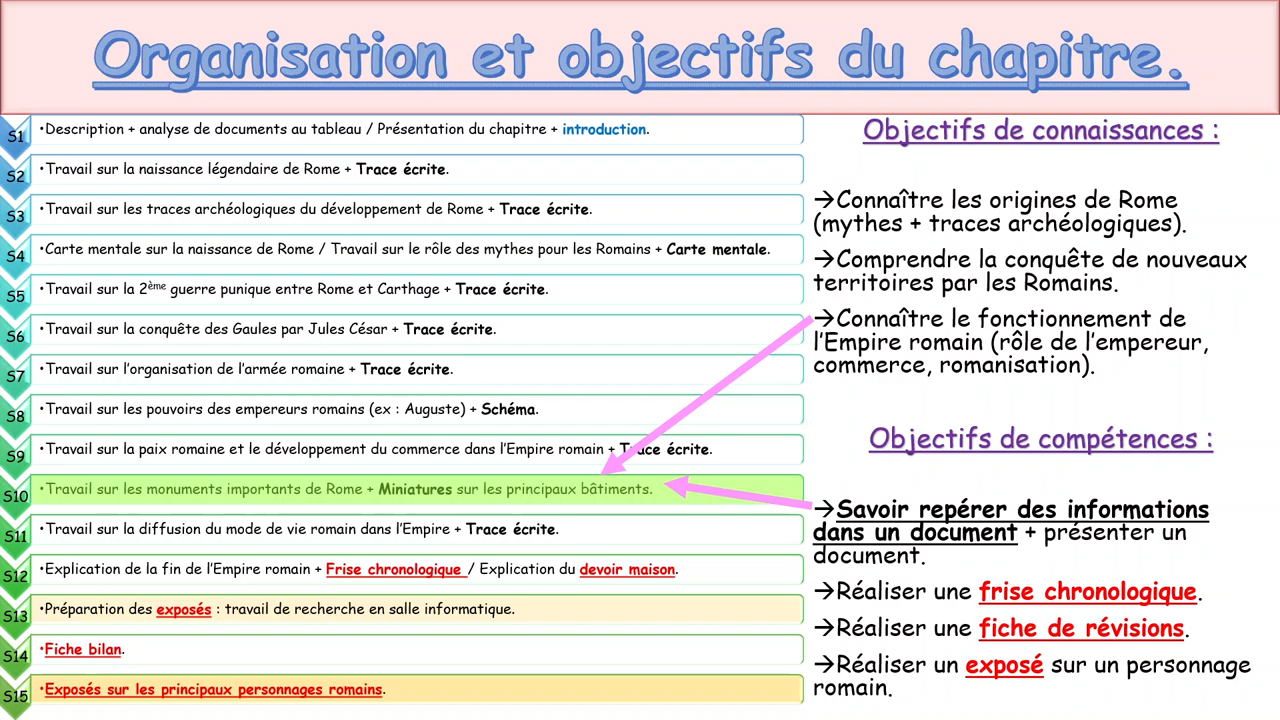 Organisation et objectifs du chapitre.
S1
•Description + analyse de documents au tableau / Présentation du chapitre + introduction.
S2
•Travail sur la naissance légendaire de Rome + Trace écrite.
S3
•Travail sur les traces archéologiques du développement de Rome + Trace écrite.
S4
•Carte mentale sur la naissance de Rome / Travail sur le rôle des mythes pour les Romains + Carte mentale.
S5
•Travail sur la 2ème guerre punique entre Rome et Carthage + Trace écrite.
S6
•Travail sur la conquête des Gaules par Jules César + Trace écrite.
S7
•Travail sur l’organisation de l’armée romaine + Trace écrite.
S8
•Travail sur les pouvoirs des empereurs romains (ex : Auguste) + Schéma.
S9
•Travail sur la paix romaine et le développement du commerce dans l’Empire romain + Trace écrite.
S10
•Travail sur les monuments importants de Rome + Miniatures sur les principaux bâtiments.
S11
•Travail sur la diffusion du mode de vie romain dans l’Empire + Trace écrite.
S12
•Explication de la fin de l’Empire romain + Frise chronologique / Explication du devoir maison.
S13
•Préparation des exposés : travail de recherche en salle informatique.
S14
•Fiche bilan.
S15
•Exposés sur les principaux personnages romains.
Objectifs de connaissances :
→Connaître les origines de Rome
(mythes + traces archéologiques).
→Comprendre la conquête de nouveaux
territoires par les Romains.
→Connaître le fonctionnement de
l’Empire romain (rôle de l’empereur,
commerce, romanisation).
Objectifs de compétences :
→Savoir repérer des informations
dans un document + présenter un
document.
→Réaliser une frise chronologique.
→Réaliser une fiche de révisions.
→Réaliser un exposé sur un personnage
romain.